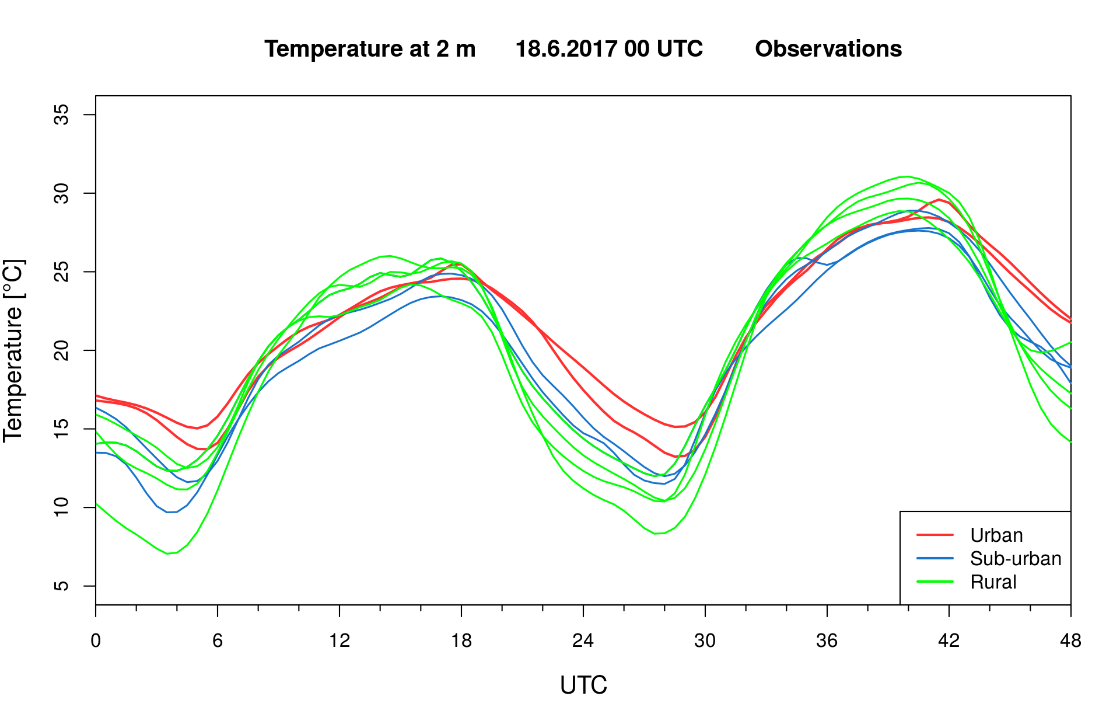 Temperature at 2 m 18.6.2017 00 UTC Observations
Temperature [°C]
35
30
25
20
15
10
5
0 6 12 18 24 30 36 42 48
UTC
Urban
Sub-urban
Rural